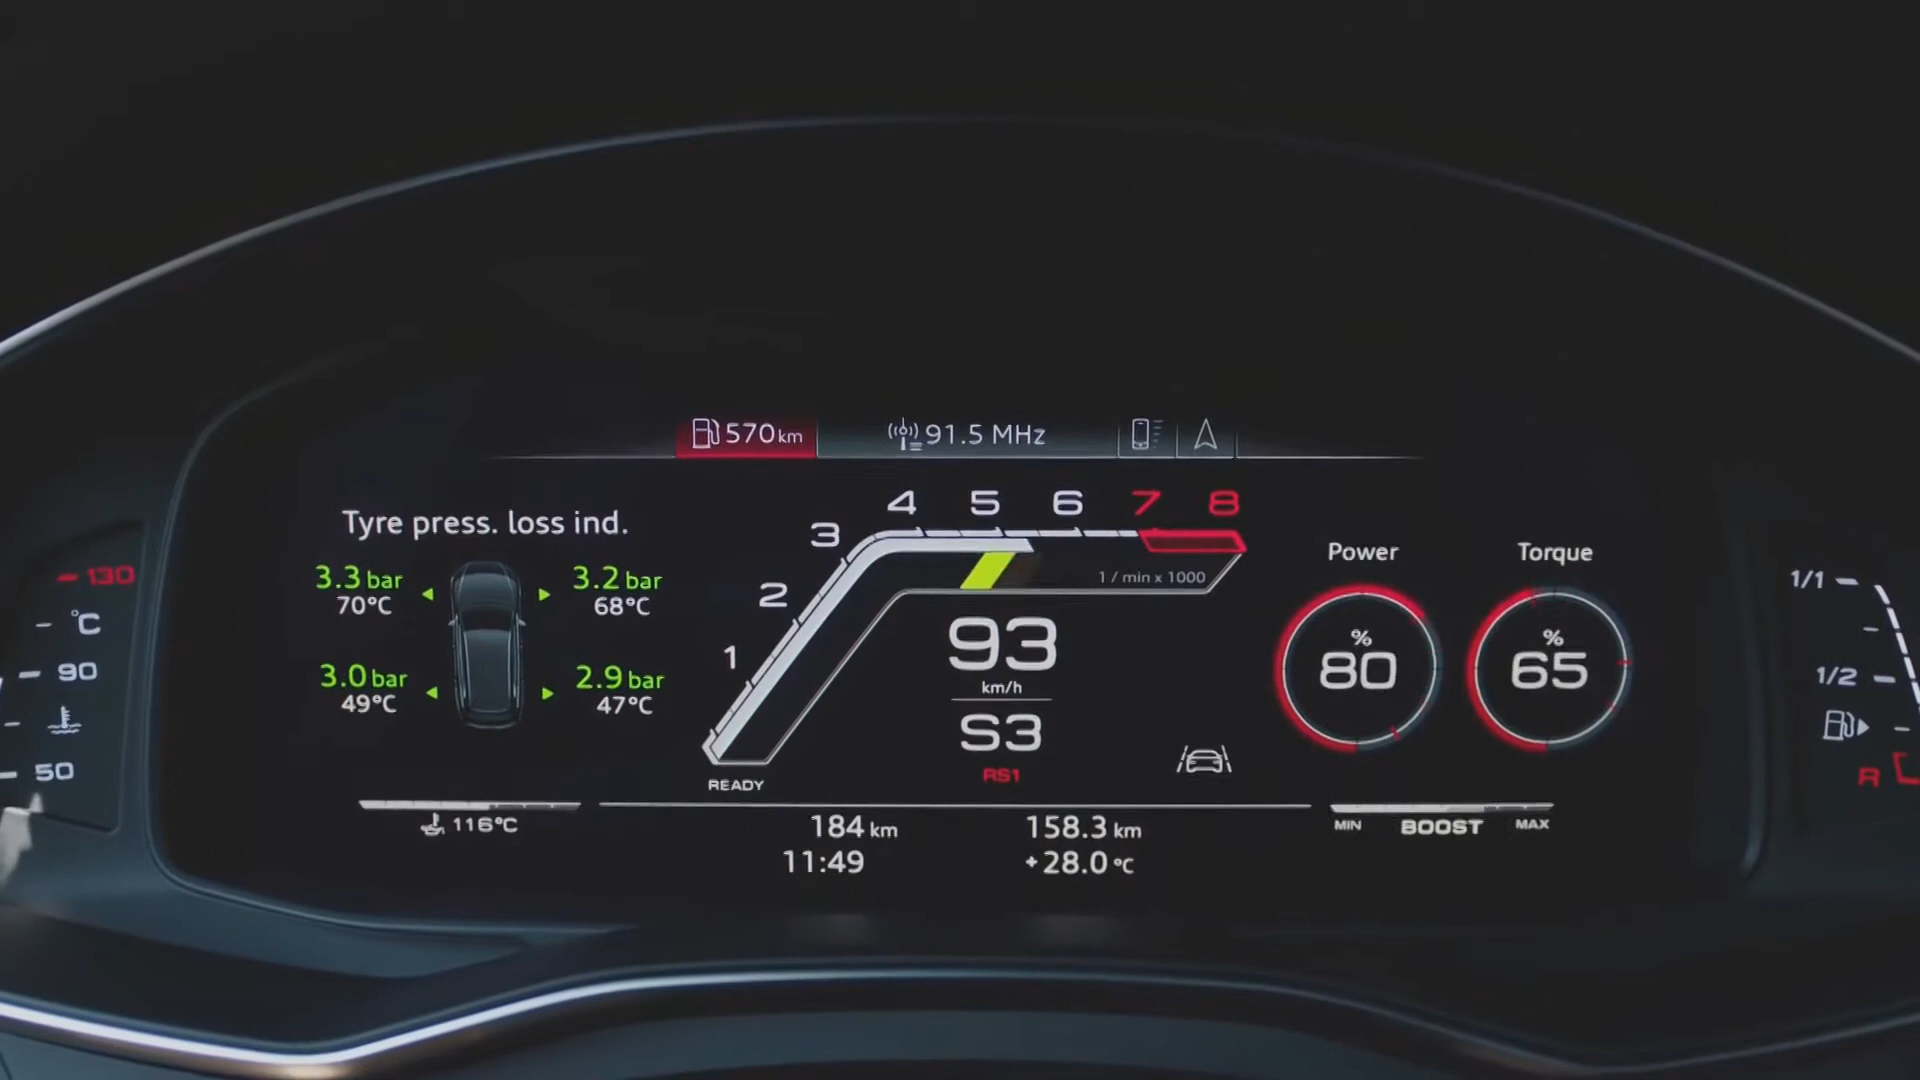 570 km
91.5 MHz
Tyre press. loss ind.
3.3 bar
70°C
3.2 bar
68°C
3.0 bar
49°C
2.9 bar
47°C
130
°C
90
50
1
2
3
4
5
6
7
8
1 / min x 1000
93
km/h
S3
RS1
READY
Power
%
80
Torque
%
65
1/1
1/2
R
116°C
184 km
158.3 km
11:49
+28.0 °C
MIN
BOOST
MAX